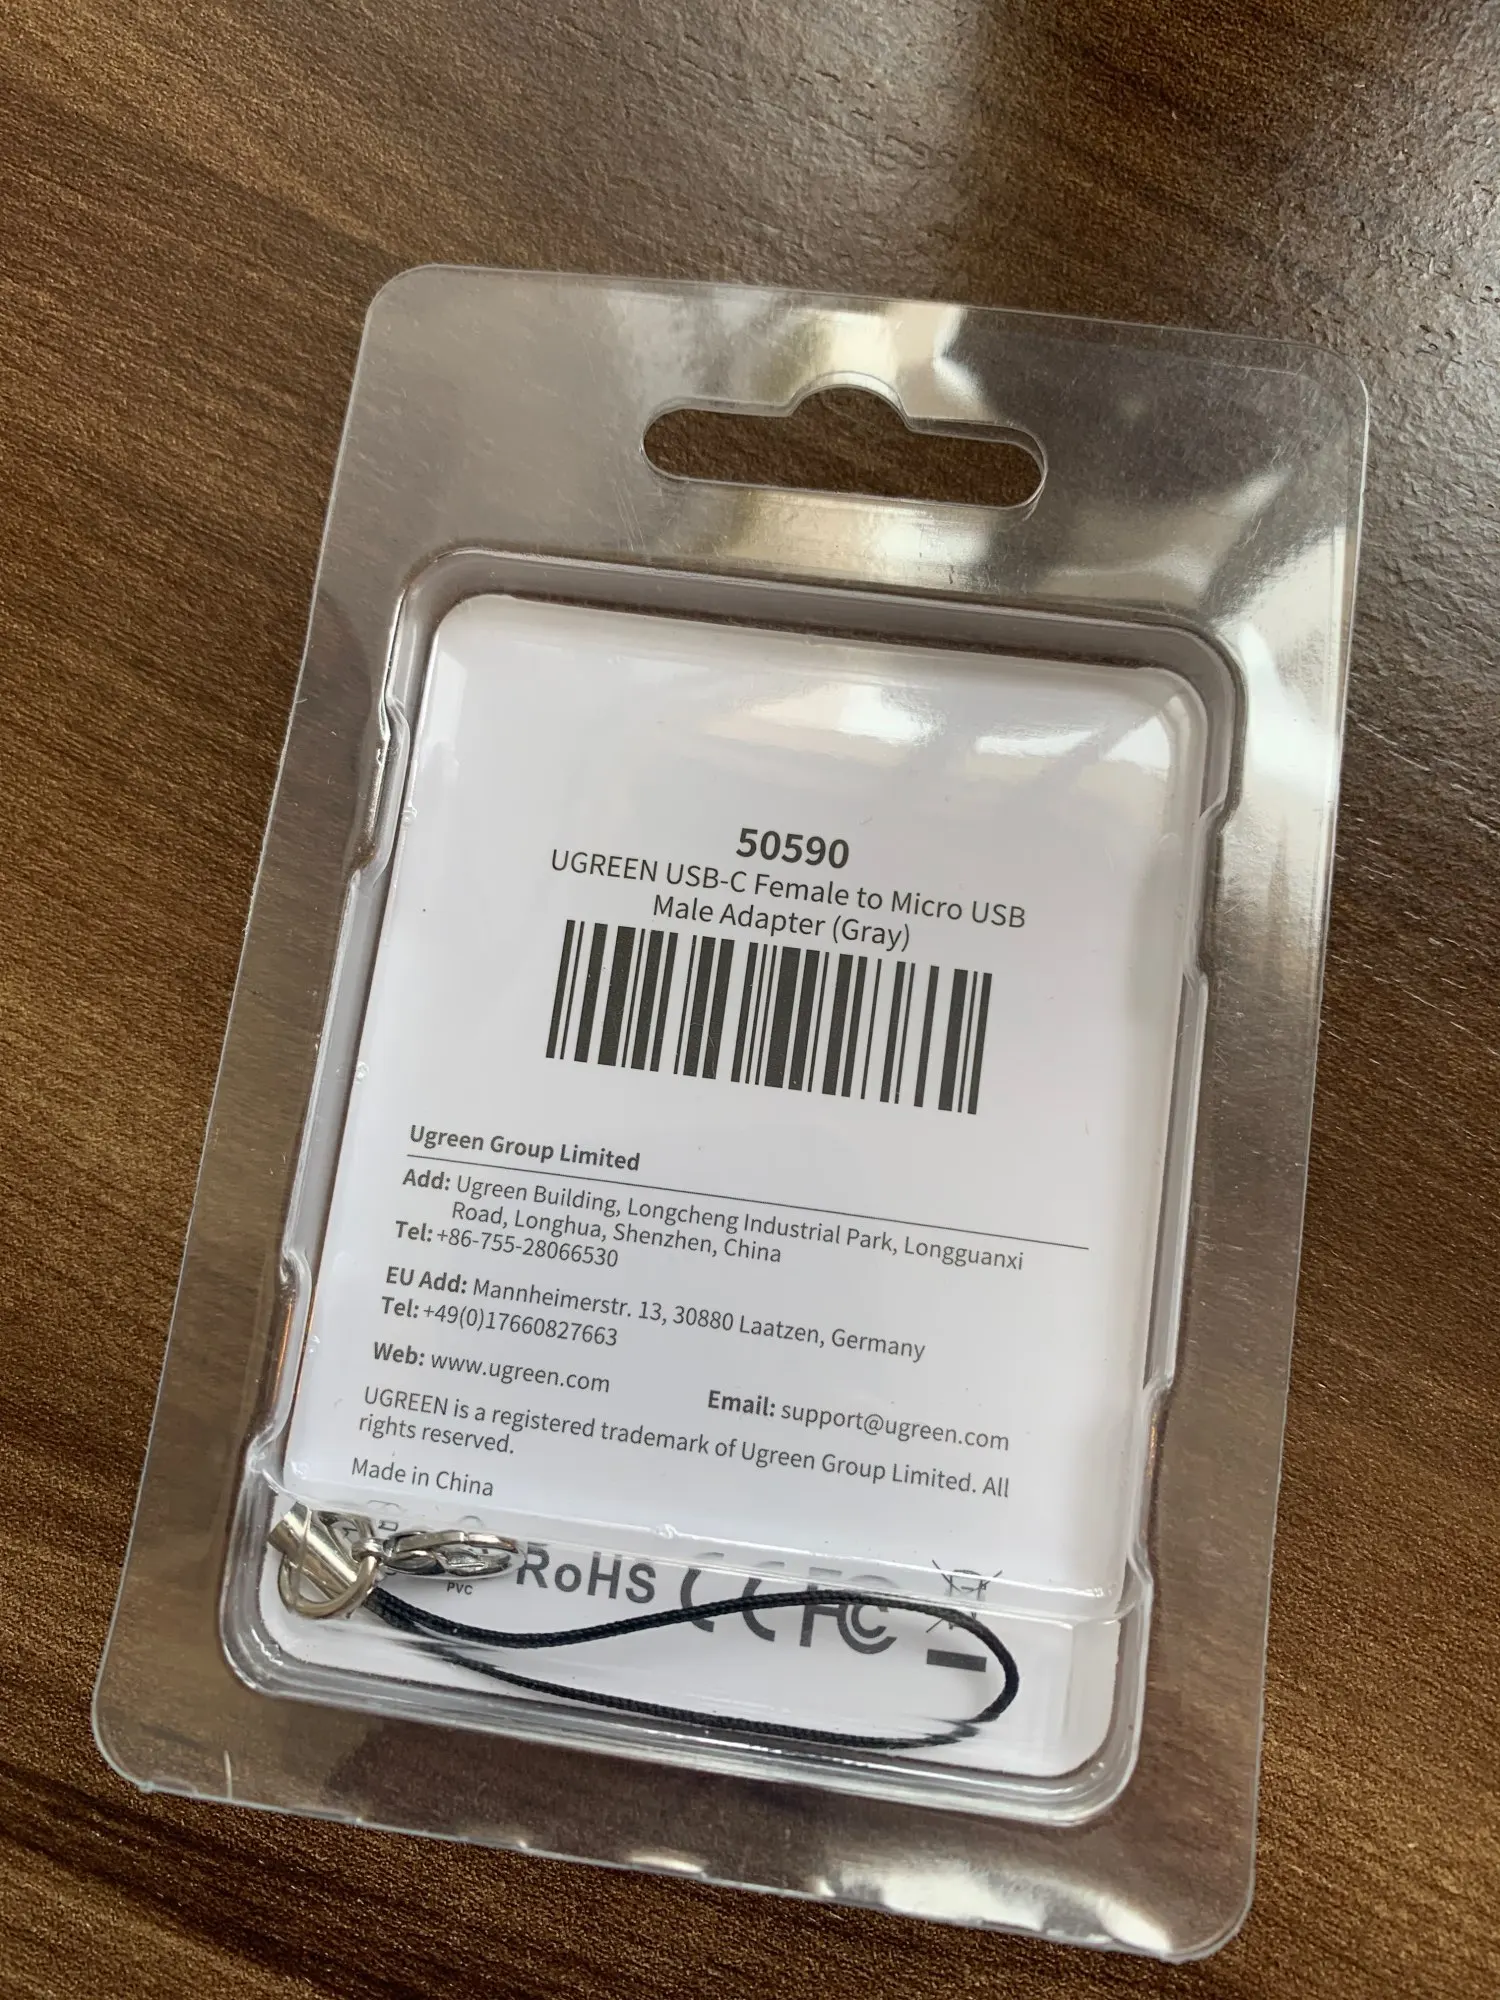 50590
UGREEN USB-C Female to Micro USB
Male Adapter (Gray)
Ugreen Group Limited
Add: Ugreen Building, Longcheng Industrial Park, Longguanxi
Road, Longhua, Shenzhen, China
Tel: +86-755-28066530
EU Add: Mannheimerstr. 13, 30880 Laatzen, Germany
Tel: +49(0)17660827663
Web: www.ugreen.com
Email: support@ugreen.com
UGREEN is a registered trademark of Ugreen Group Limited. All
rights reserved.
Made in China
PVC
RoHS CE FC